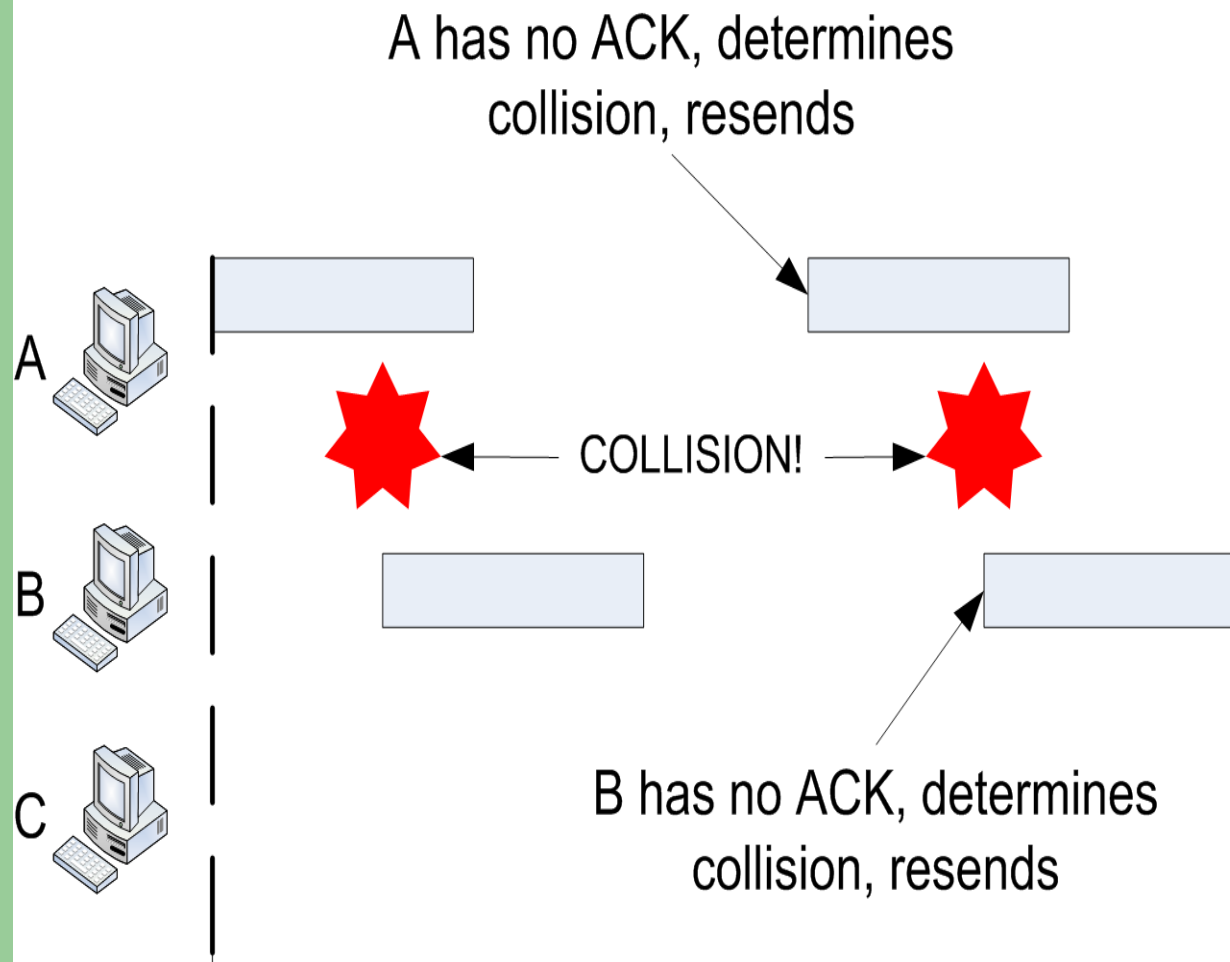 A has no ACK, determines
collision, resends
A
COLLISION!
B
C
B has no ACK, determines
collision, resends